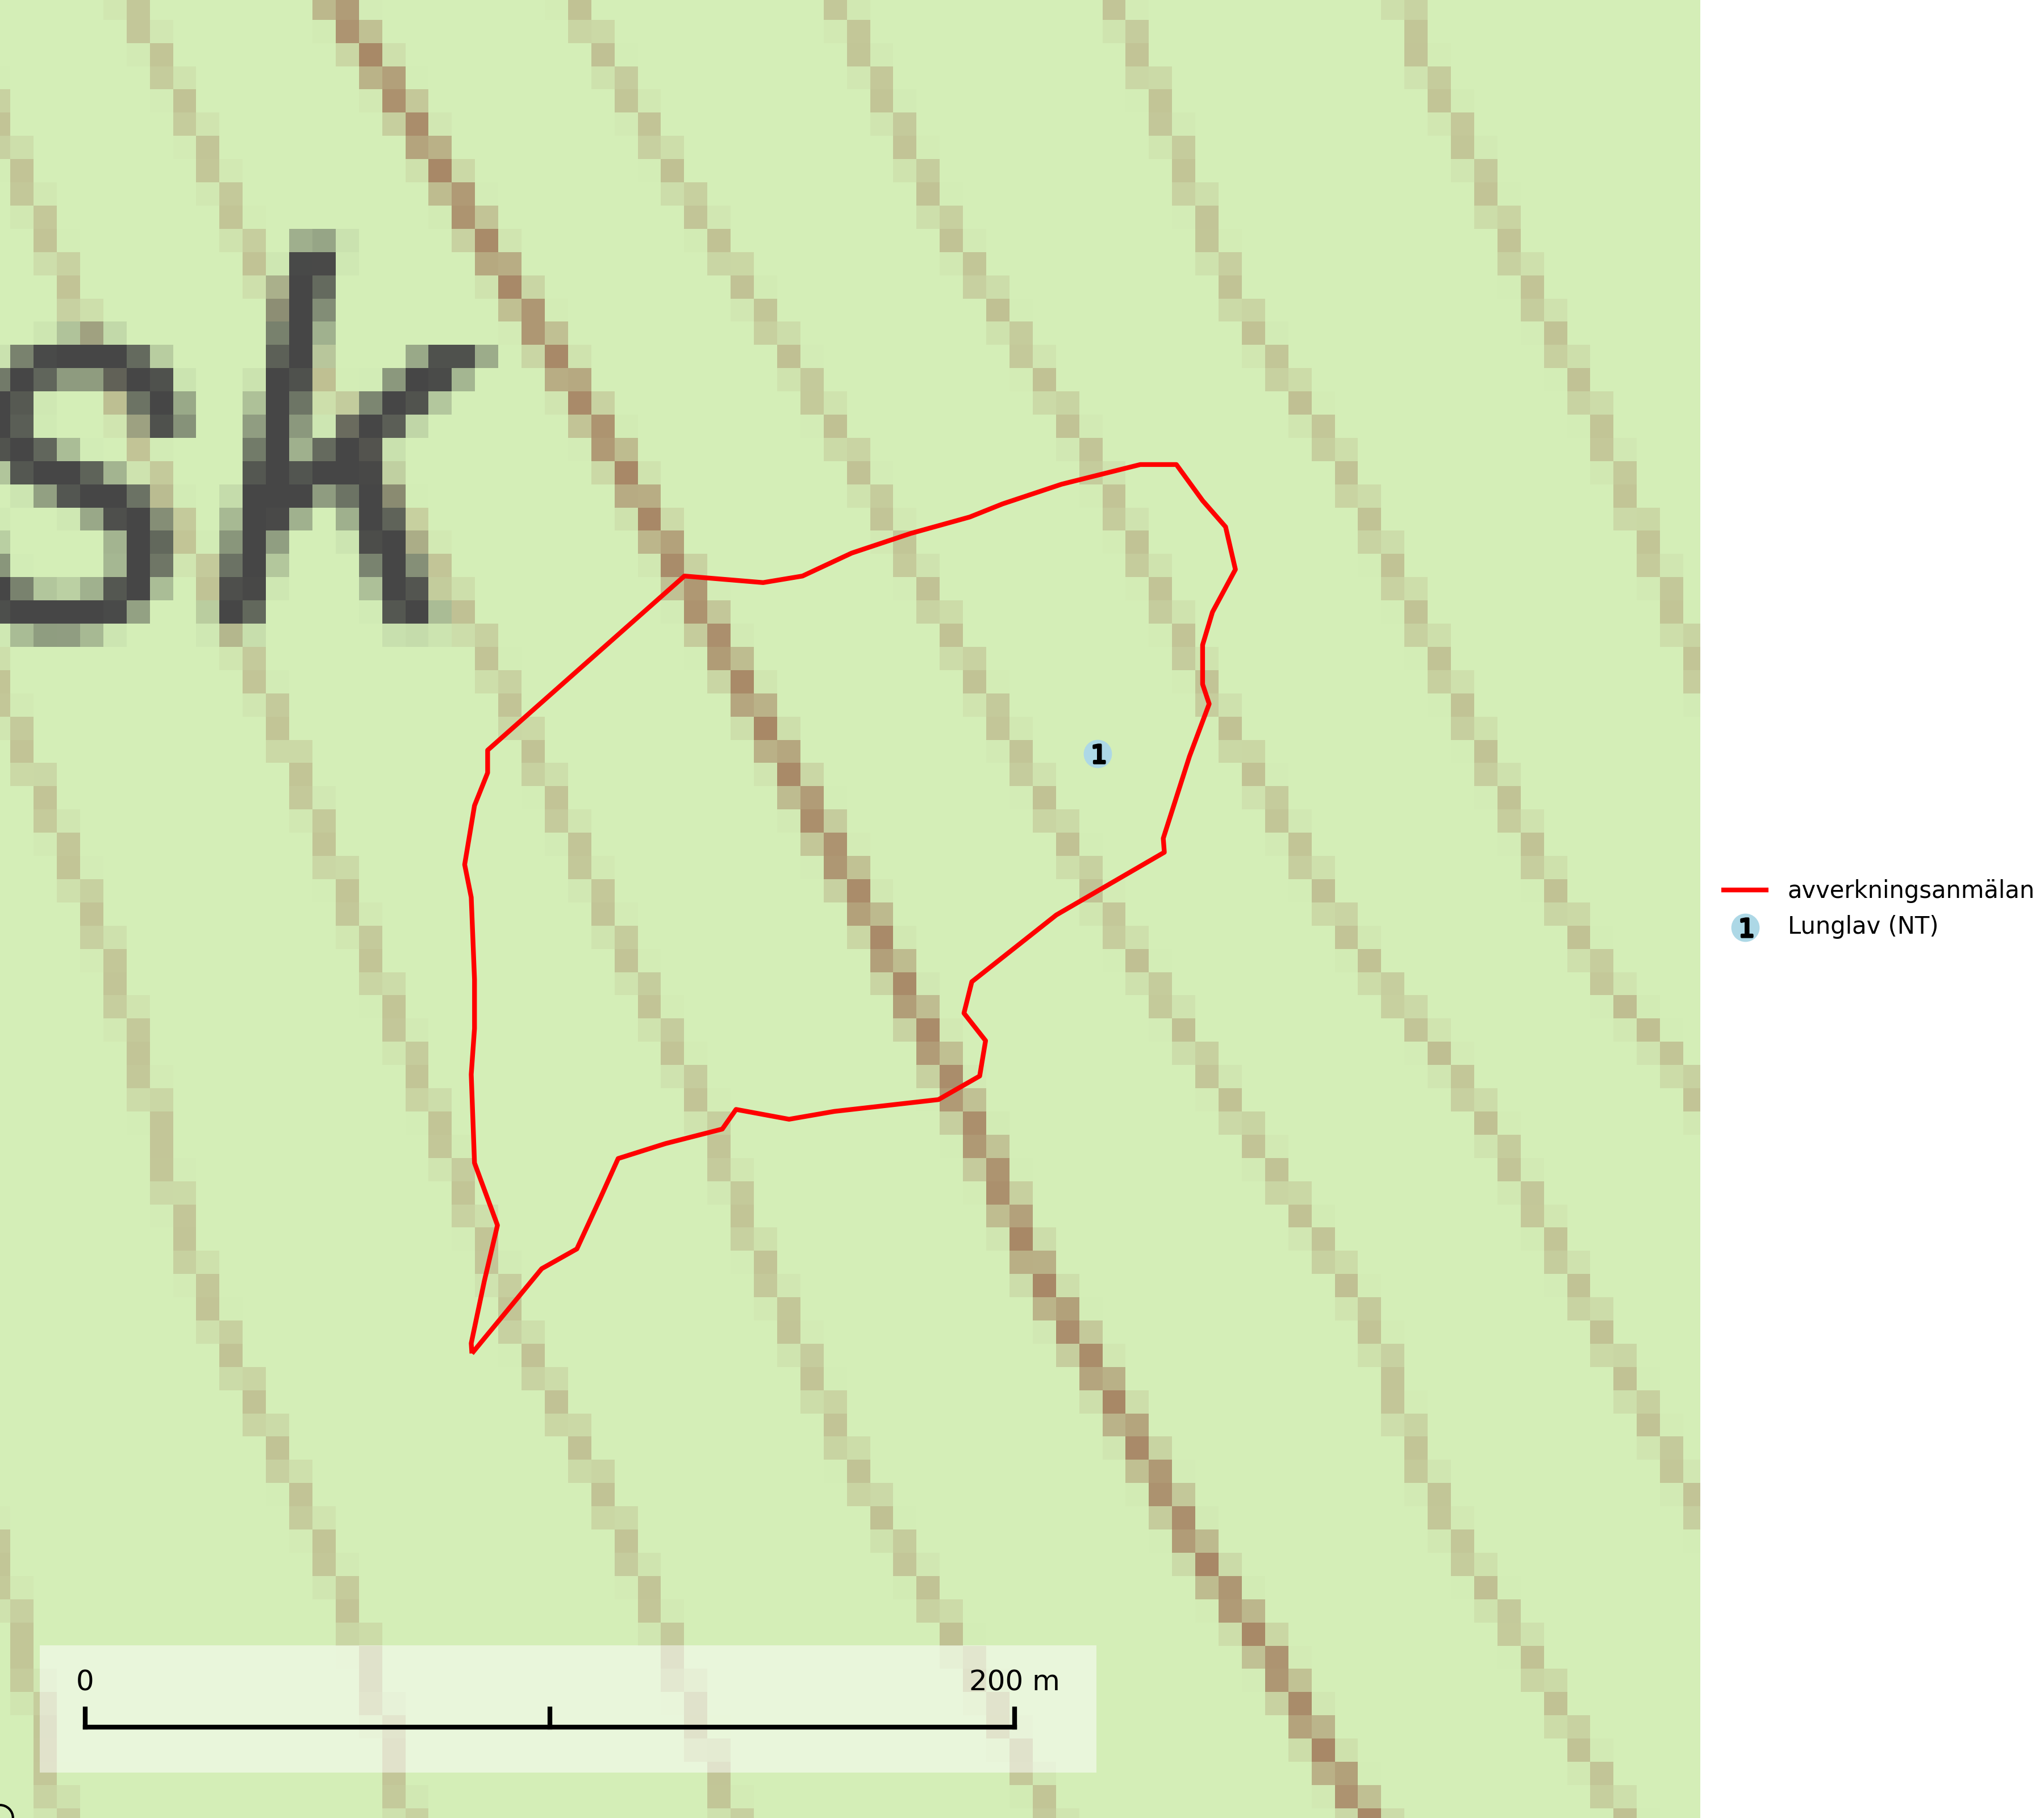 sk
1
avverkningsanmälan
1 Lunglav (NT)
0 200 m